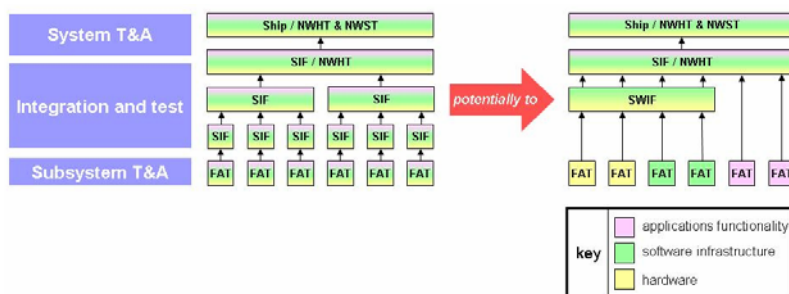 System T&A
Ship / NWHT & NWST
Ship / NWHT & NWST
SIF / NWHT
SIF / NWHT
Integration and test
SIF SIF
potentially to
SWIF
SIF SIF SIF SIF SIF SIF
Subsystem T&A
FAT FAT FAT FAT FAT FAT
FAT FAT FAT FAT FAT FAT
key
applications functionality
software infrastructure
hardware